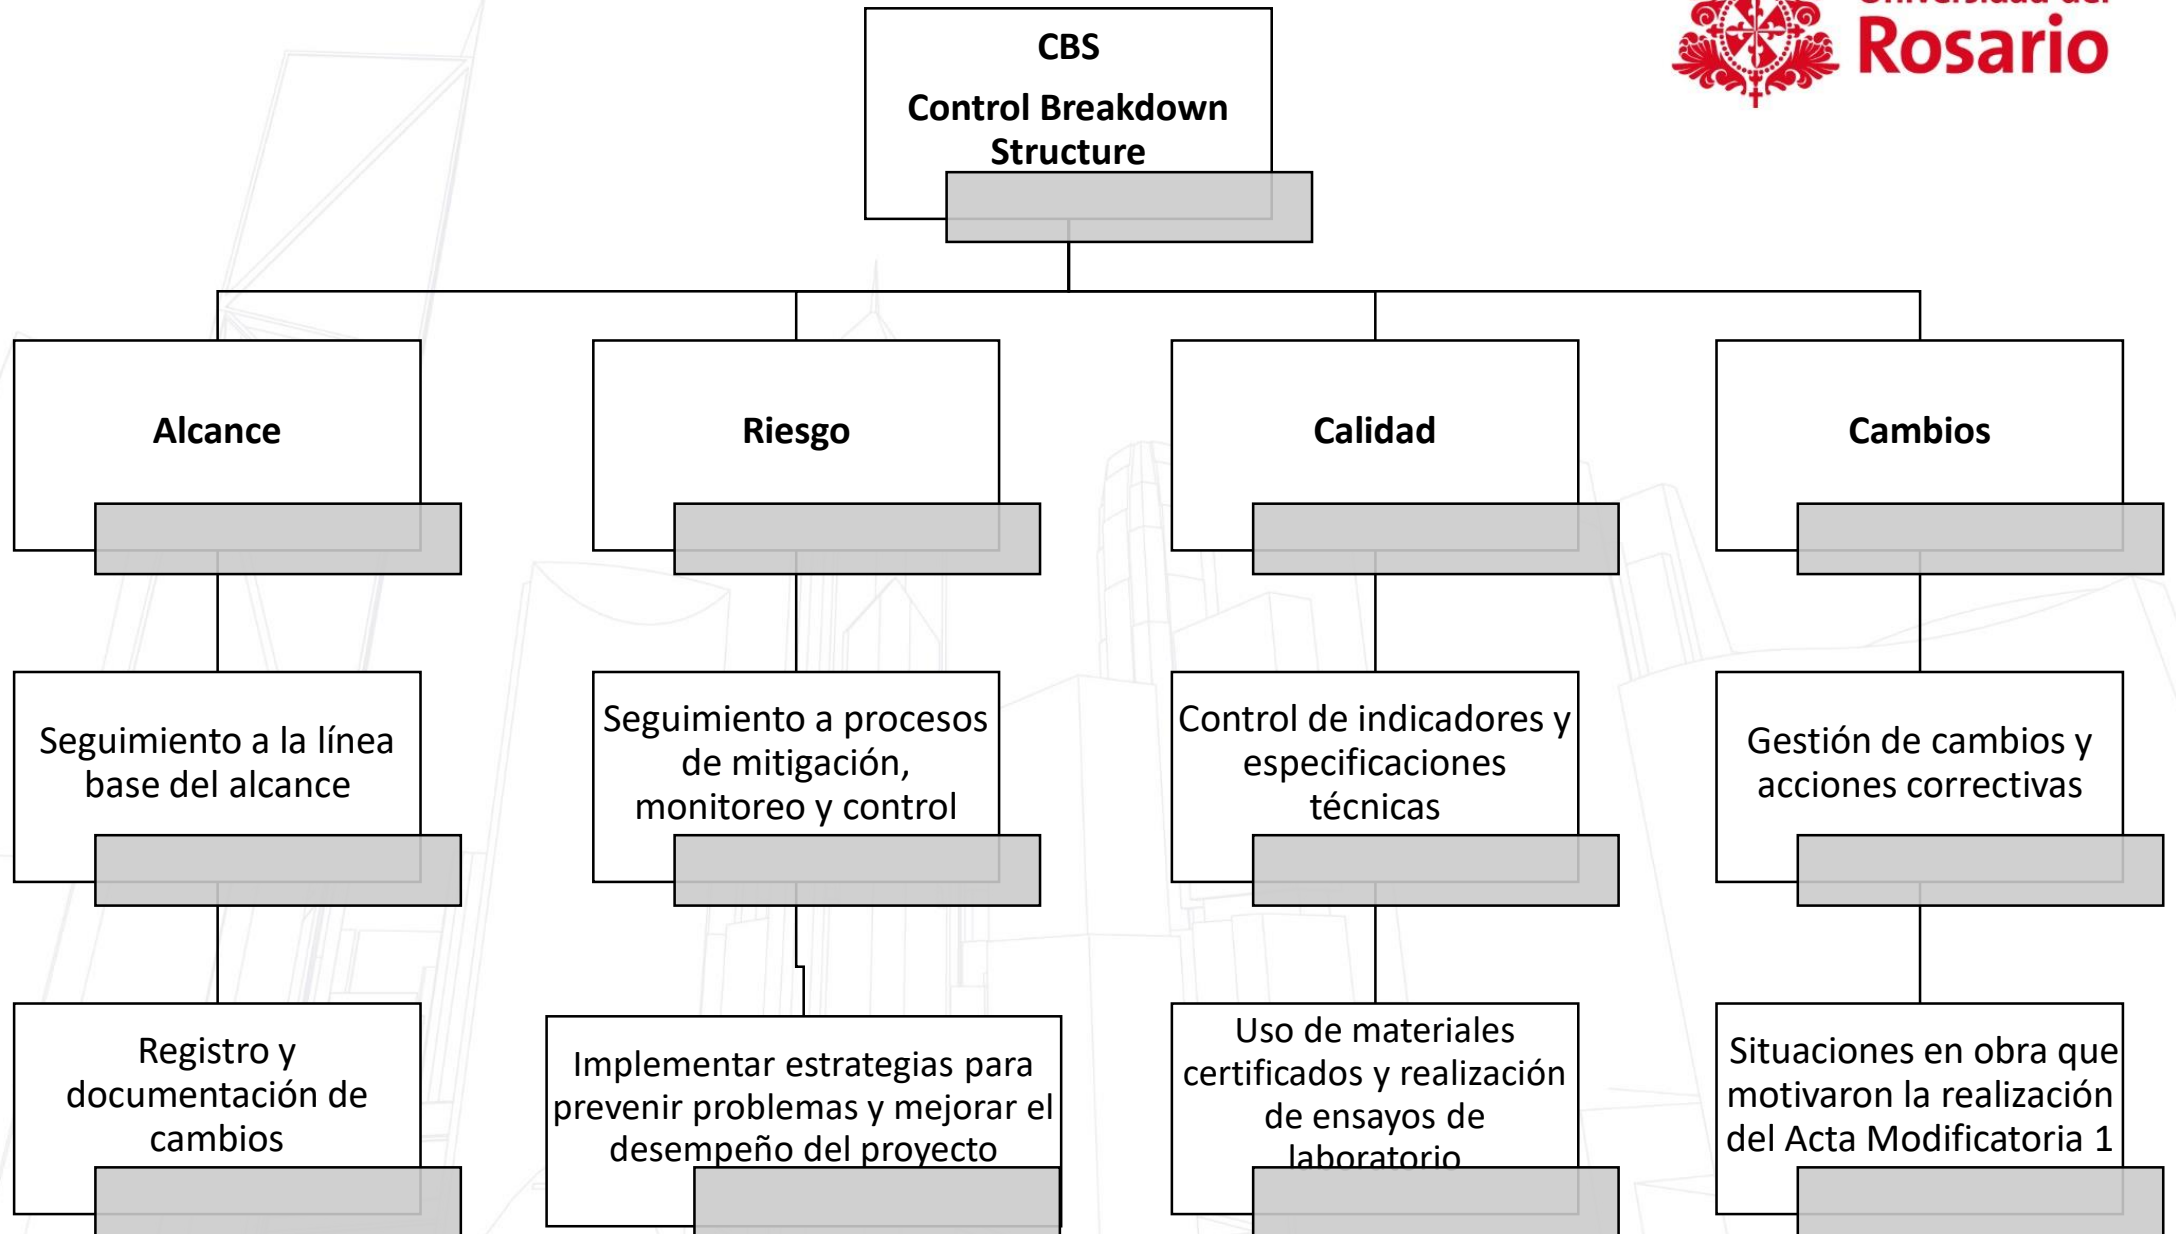 Universidad del
Rosario
CBS
Control Breakdown
Structure
Alcance
Riesgo
Calidad
Cambios
Seguimiento a la línea
base del alcance
Seguimiento a procesos
de mitigación,
monitoreo y control
Control de indicadores y
especificaciones
técnicas
Gestión de cambios y
acciones correctivas
Registro y
documentación de
cambios
Implementar estrategias para
prevenir problemas y mejorar el
desempeño del proyecto
Uso de materiales
certificados y realización
de ensayos de
laboratorio
Situaciones en obra que
motivaron la realización
del Acta Modificatoria 1